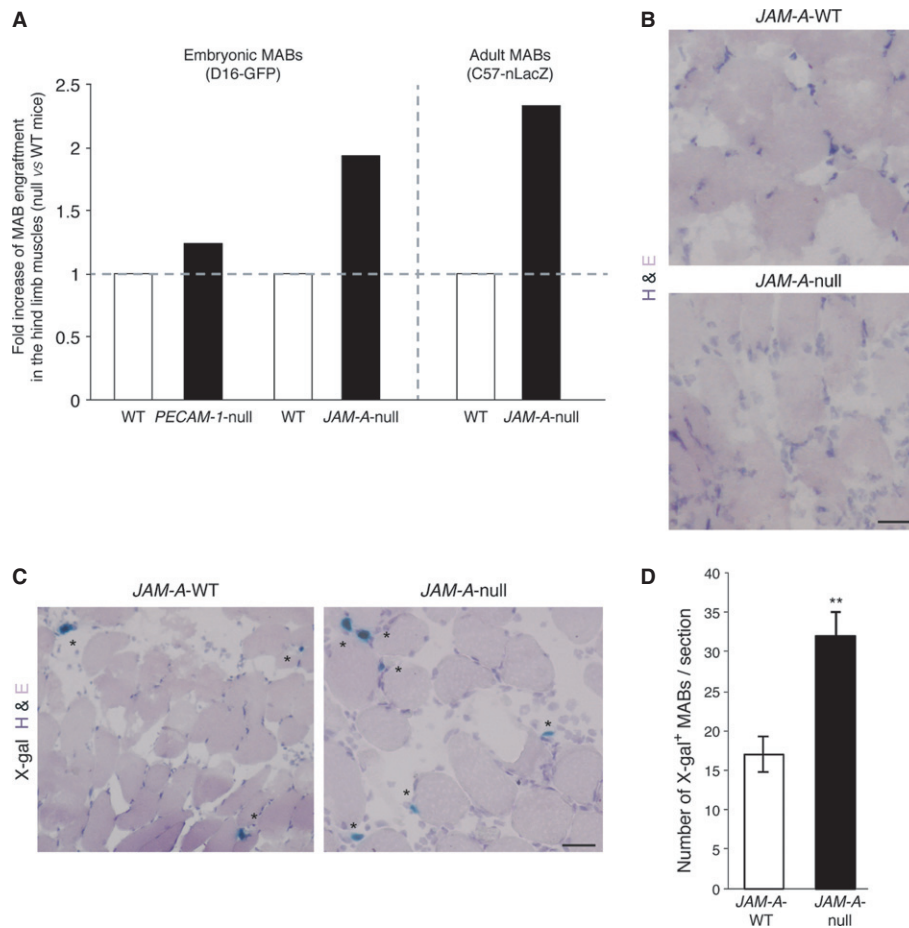 A
Embryonic MABs
(D16-GFP)
Adult MABs
(C57-nLacZ)
Fold increase of MAB engraftment
in the hind limb muscles (null vs WT mice)
2.5
2
1.5
1
0.5
0
WT PECAM-1-null WT JAM-A-null WT JAM-A-null
B
JAM-A-WT
JAM-A-null
H & E
C
JAM-A-WT
JAM-A-null
X-gal H & E
*
*
*
*
*
*
*
*
*
D
Number of X-gal+ MABs / section
40
35
30
25
20
15
10
5
0
**
JAM-A-
WT
JAM-A-
null